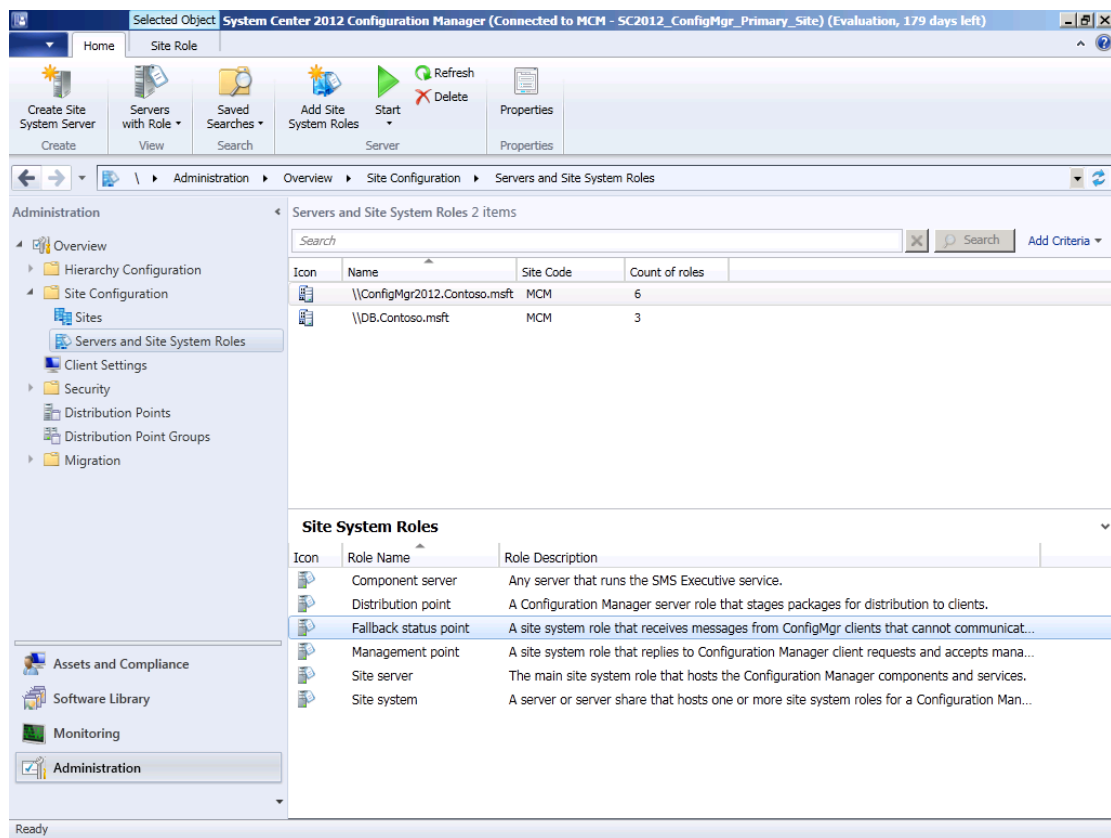 Selected Object System Center 2012 Configuration Manager (Connected to MCM - SC2012_ConfigMgr_Primary_Site) (Evaluation, 179 days left)
Home Site Role
Create Site System Server
Servers with Role
Saved Searches
Add Site System Roles
Start
Refresh
Delete
Properties
Create View Search Server Properties
\ Administration Overview Site Configuration Servers and Site System Roles
Administration
Overview
Hierarchy Configuration
Site Configuration
Sites
Servers and Site System Roles
Client Settings
Security
Distribution Points
Distribution Point Groups
Migration
Assets and Compliance
Software Library
Monitoring
Administration
Servers and Site System Roles 2 items
Search Search Add Criteria
Icon Name Site Code Count of roles
\\ConfigMgr2012.Contoso.msft MCM 6
\\DB.Contoso.msft MCM 3
Site System Roles
Icon Role Name Role Description
Component server Any server that runs the SMS Executive service.
Distribution point A Configuration Manager server role that stages packages for distribution to clients.
Fallback status point A site system role that receives messages from ConfigMgr clients that cannot communicat...
Management point A site system role that replies to Configuration Manager client requests and accepts mana...
Site server The main site system role that hosts the Configuration Manager components and services.
Site system A server or server share that hosts one or more site system roles for a Configuration Man...
Ready